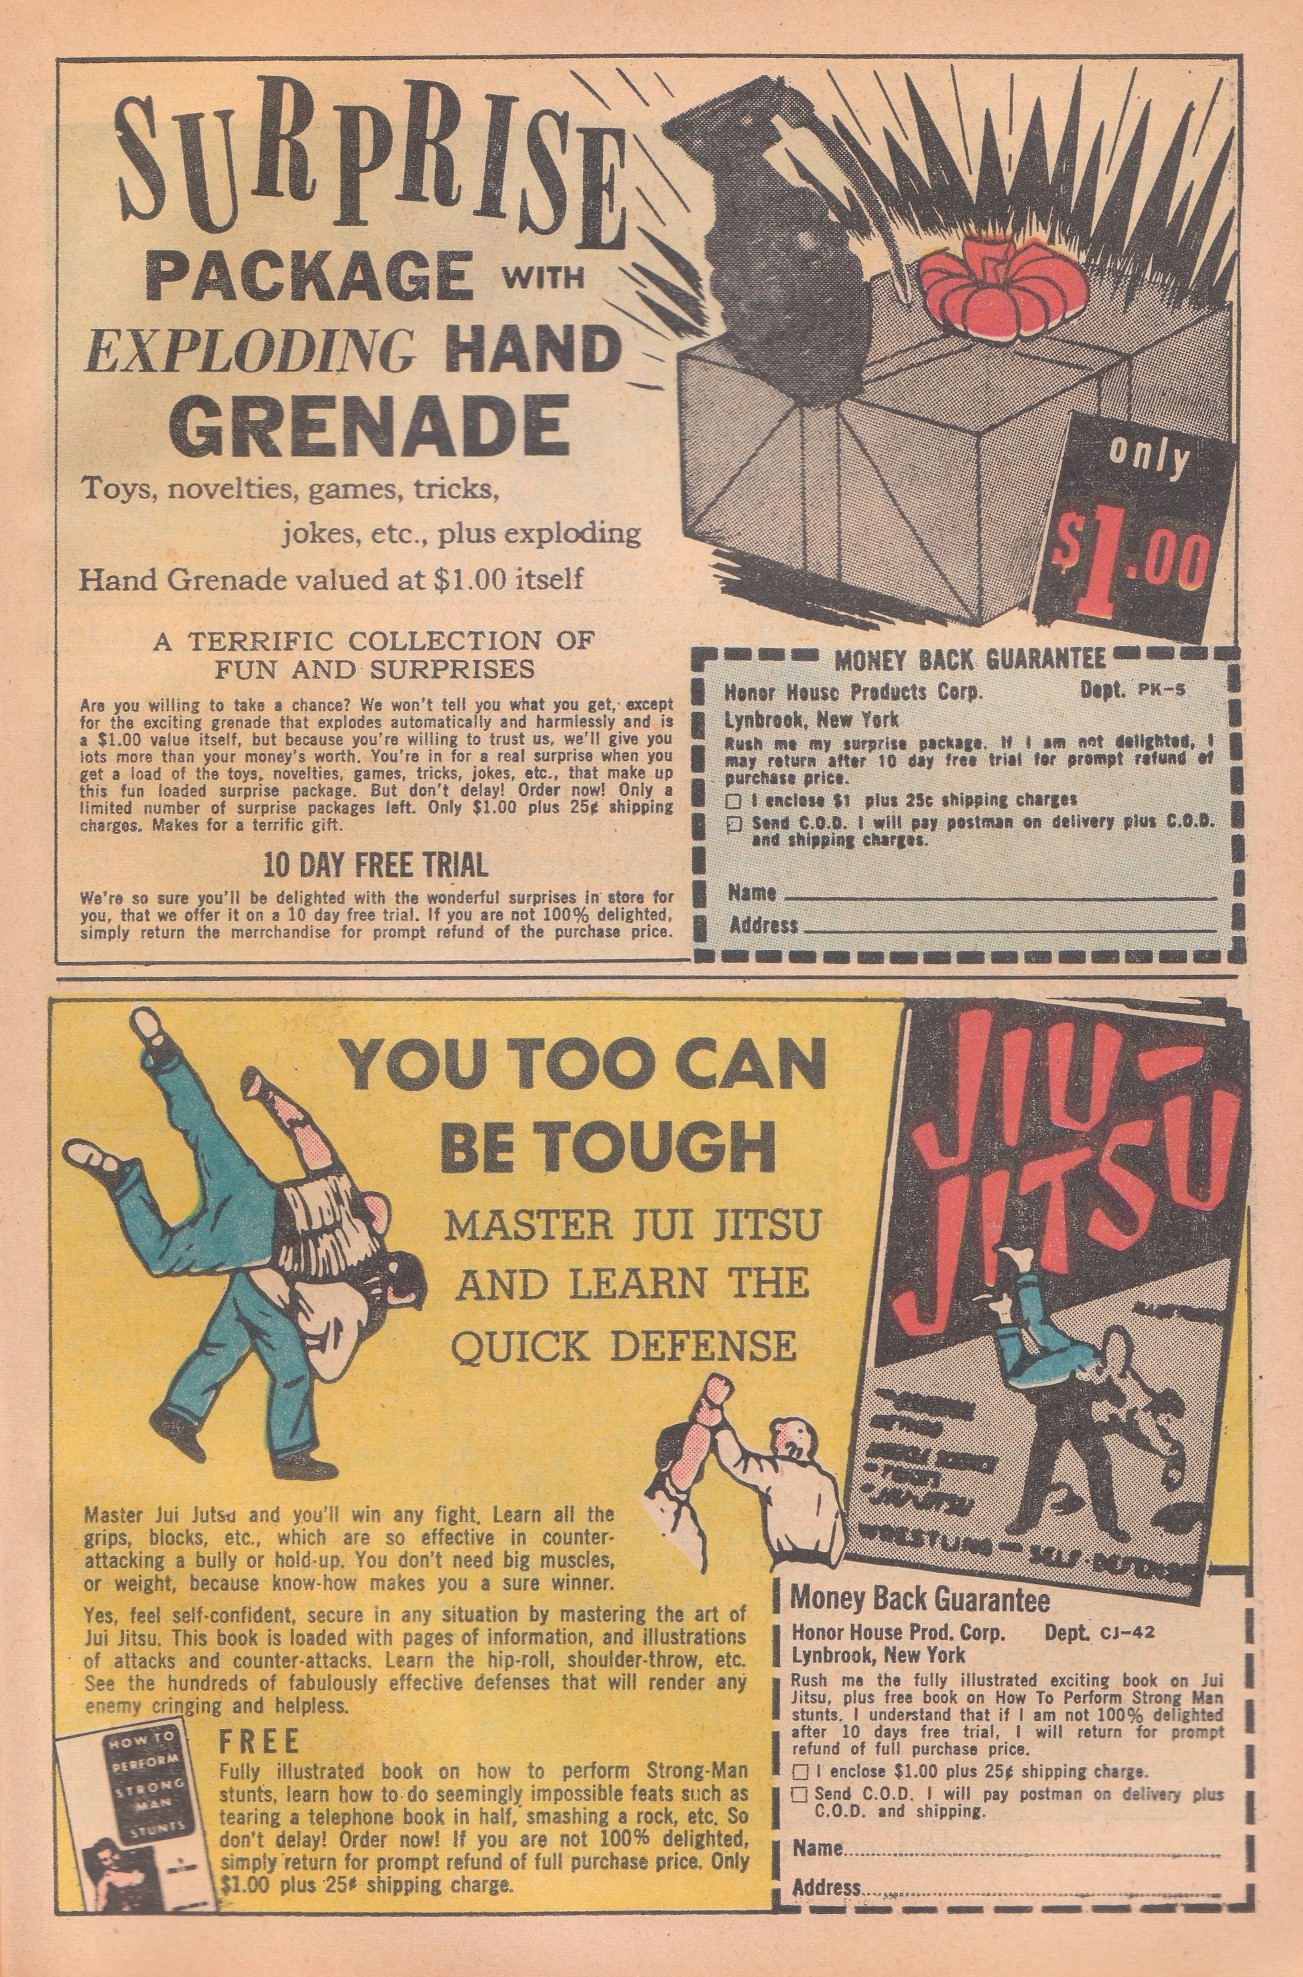 SURPRISE
PACKAGE WITH
EXPLODING HAND
GRENADE
Toys, novelties, games, tricks,
jokes, etc., plus exploding
Hand Grenade valued at $1.00 itself
only
$1.00
A TERRIFIC COLLECTION OF
FUN AND SURPRISES
Are you willing to take a chance? We won't tell you what you get, except
for the exciting grenade that explodes automatically and harmlessly and is
a $1.00 value itself, but because you're willing to trust us, we'll give you
lots more than your money's worth. You're in for a real surprise when you
get a load of the toys, novelties, games, tricks, jokes, etc., that make up
this fun loaded surprise package. But don't delay! Order now! Only a
limited number of surprise packages left. Only $1.00 plus 25¢ shipping
charges. Makes for a terrific gift.
10 DAY FREE TRIAL
We're so sure you'll be delighted with the wonderful surprises in store for
you, that we offer it on a 10 day free trial. If you are not 100% delighted,
simply return the merrchandise for prompt refund of the purchase price.
MONEY BACK GUARANTEE
Honor House Products Corp. Dept. PK-5
Lynbrook, New York
Rush me my surprise package. If I am not delighted, I
may return after 10 day free trial for prompt refund of
purchase price.
I enclose $1 plus 25c shipping charges
Send C.O.D. I will pay postman on delivery plus C.O.D.
and shipping charges.
Name
Address
YOU TOO CAN
BE TOUGH
MASTER JUI JITSU
AND LEARN THE
QUICK DEFENSE
JIU-
JITSU
ILLUSTRATED
MUSCLE SCIENCE
JIU-JITSU
WRESTLING — SELF-DEFENSE
Master Jui Jutsu and you'll win any fight. Learn all the
grips, blocks, etc., which are so effective in counter-
attacking a bully or hold-up. You don't need big muscles,
or weight, because know-how makes you a sure winner.
Yes, feel self-confident, secure in any situation by mastering the art of
Jui Jitsu. This book is loaded with pages of information, and illustrations
of attacks and counter-attacks. Learn the hip-roll, shoulder-throw, etc.
See the hundreds of fabulously effective defenses that will render any
enemy cringing and helpless.
HOW TO
PERFORM
STRONG
MAN
STUNTS
FREE
Fully illustrated book on how to perform Strong-Man
stunts, learn how to do seemingly impossible feats such as
tearing a telephone book in half, smashing a rock, etc. So
don't delay! Order now! If you are not 100% delighted,
simply return for prompt refund of full purchase price. Only
$1.00 plus 25¢ shipping charge.
Money Back Guarantee
Honor House Prod. Corp. Dept. CJ-42
Lynbrook, New York
Rush me the fully illustrated exciting book on Jui
Jitsu, plus free book on How To Perform Strong Man
stunts. I understand that if I am not 100% delighted
after 10 days free trial, I will return for prompt
refund of full purchase price.
I enclose $1.00 plus 25¢ shipping charge.
Send C.O.D. I will pay postman on delivery plus
C.O.D. and shipping.
Name
Address